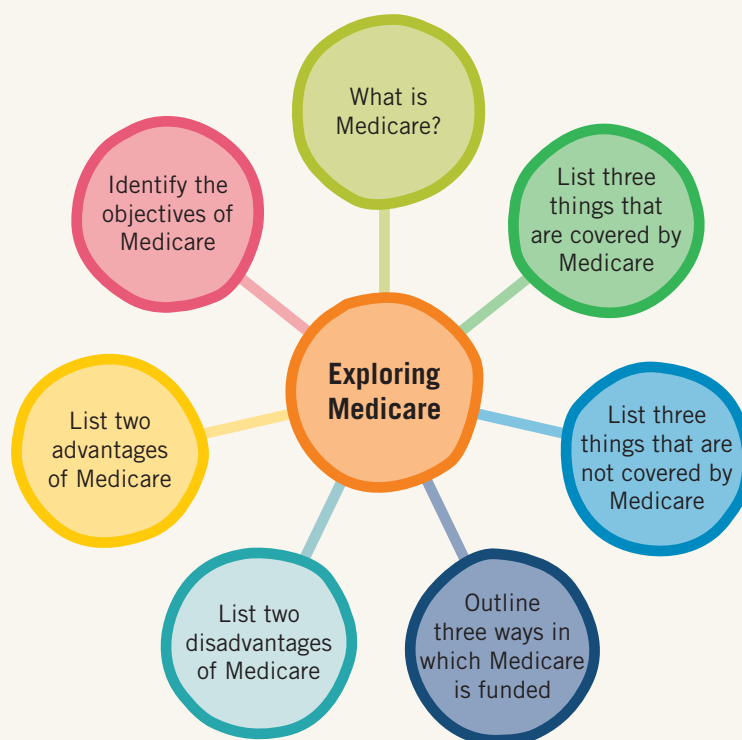 What is
Medicare?
List three
things that
are covered by
Medicare
List three
things that are
not covered by
Medicare
Outline
three ways in
which Medicare
is funded
List two
disadvantages
of Medicare
List two
advantages
of Medicare
Identify the
objectives of
Medicare
Exploring
Medicare